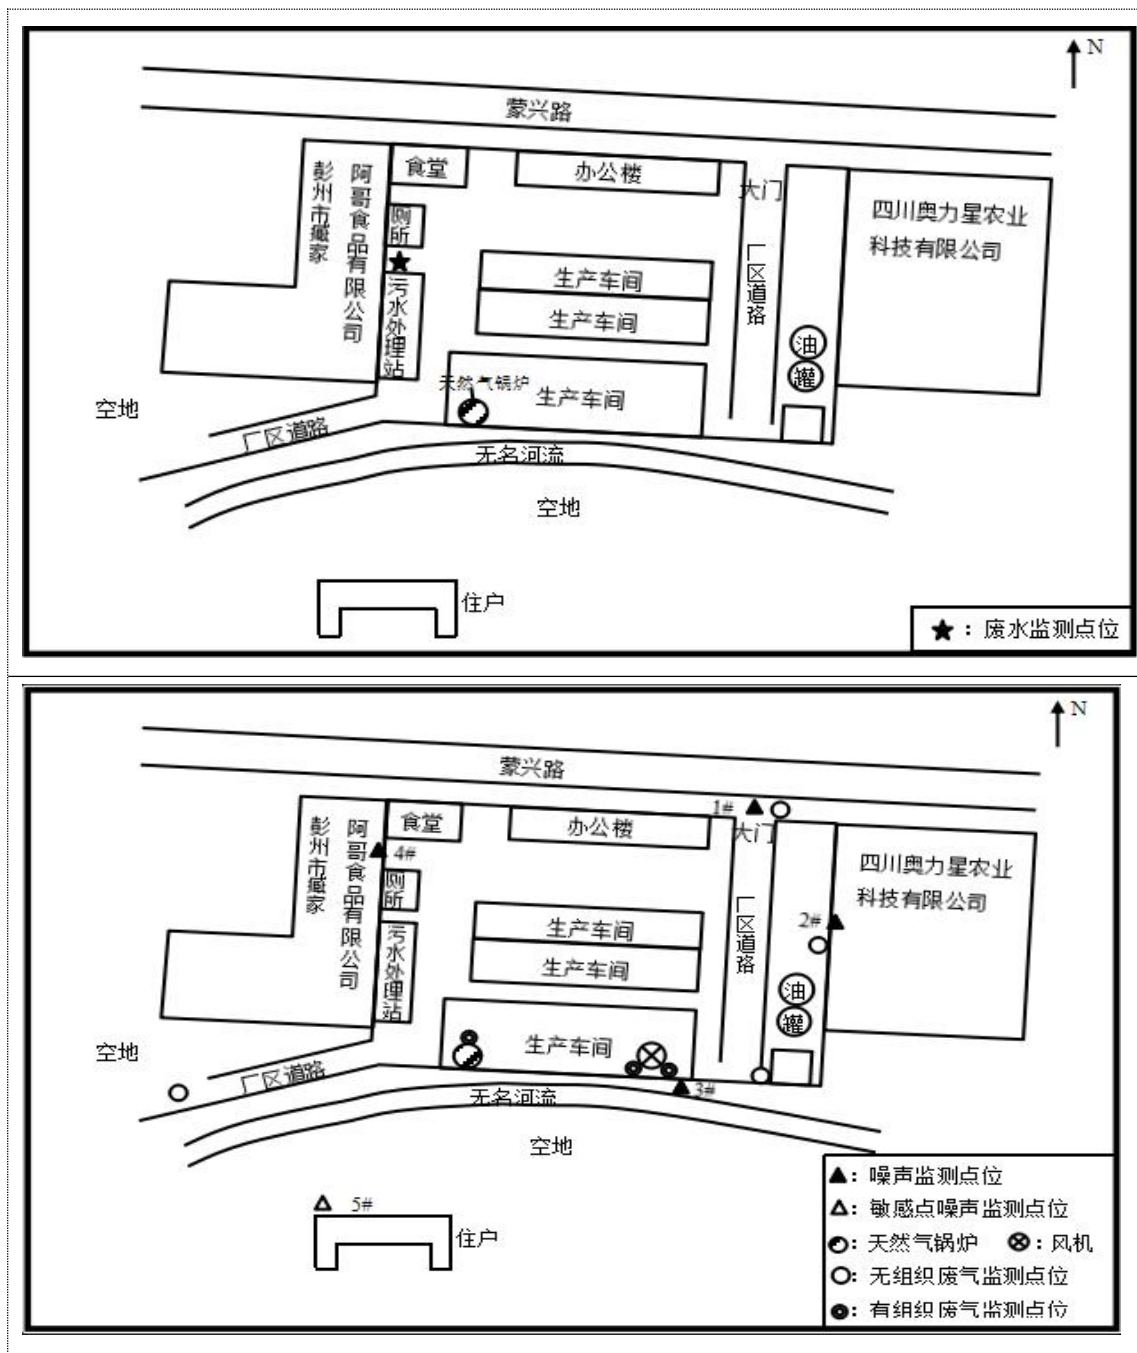 N
蒙兴路
食堂
办公楼
大门
彭州市臧家
阿哥食品有限公司
厕所
四川奥力星农业
科技有限公司
厂区道路
生产车间
生产车间
污水处理站
油
罐
天然气锅炉
生产车间
空地
厂区道路
无名河流
空地
住户
★：废水监测点位
N
蒙兴路
1#
食堂
办公楼
大门
彭州市臧家
阿哥食品有限公司
4#
厕所
四川奥力星农业
科技有限公司
2#
厂区道路
生产车间
生产车间
污水处理站
油
罐
生产车间
空地
厂区道路
3#
无名河流
空地
5#
住户
▲：噪声监测点位
△：敏感点噪声监测点位
：天然气锅炉 ⊗：风机
○：无组织废气监测点位
◎：有组织废气监测点位